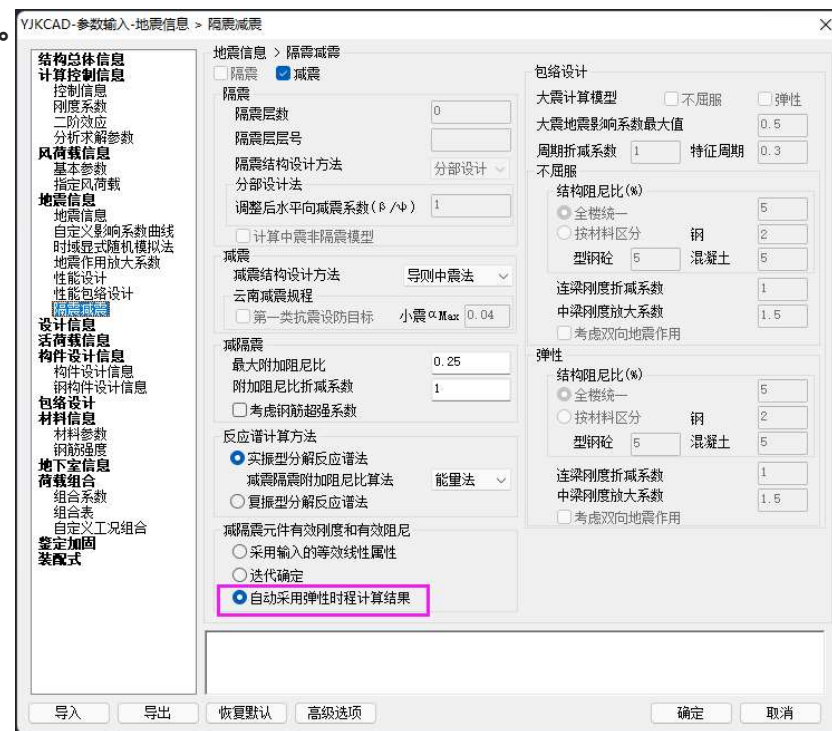 。
YJKCAD-参数输入-地震信息 > 隔震减震
结构总体信息
计算控制信息
控制信息
刚度系数
二阶效应
分析求解参数
风荷载信息
基本参数
指定风荷载
地震信息
地震信息
自定义影响系数曲线
时域显式随机模拟法
地震作用放大系数
性能设计
性能包络设计
隔震减震
设计信息
活荷载信息
构件设计信息
构件设计信息
钢构件设计信息
包络设计
材料信息
材料参数
钢筋强度
地下室信息
荷载组合
组合系数
组合表
自定义工况组合
鉴定加固
装配式
地震信息 > 隔震减震
隔震 减震
隔震
隔震层数 0
隔震层层号
隔震结构设计方法 分部设计
分部设计法
调整后水平向减震系数(β/ψ) 1
计算中震非隔震模型
减震
减震结构设计方法 导则中震法
云南减震规程
第一类抗震设防目标 小震αMax 0.04
减隔震
最大附加阻尼比 0.25
附加阻尼比折减系数 1
考虑钢筋超强系数
反应谱计算方法
实振型分解反应谱法
减震隔震附加阻尼比算法 能量法
复振型分解反应谱法
减隔震元件有效刚度和有效阻尼
采用输入的等效线性属性
迭代确定
自动采用弹性时程计算结果
包络设计
大震计算模型 不屈服 弹性
大震地震影响系数最大值 0.5
周期折减系数 1 特征周期 0.3
不屈服
结构阻尼比(%)
全楼统一 5
按材料区分 钢 2
型钢砼 5 混凝土 5
连梁刚度折减系数 1
中梁刚度放大系数 1.5
考虑双向地震作用
弹性
结构阻尼比(%)
全楼统一 5
按材料区分 钢 2
型钢砼 5 混凝土 5
连梁刚度折减系数 1
中梁刚度放大系数 1.5
考虑双向地震作用
导入 导出 恢复默认 高级选项 确定 取消